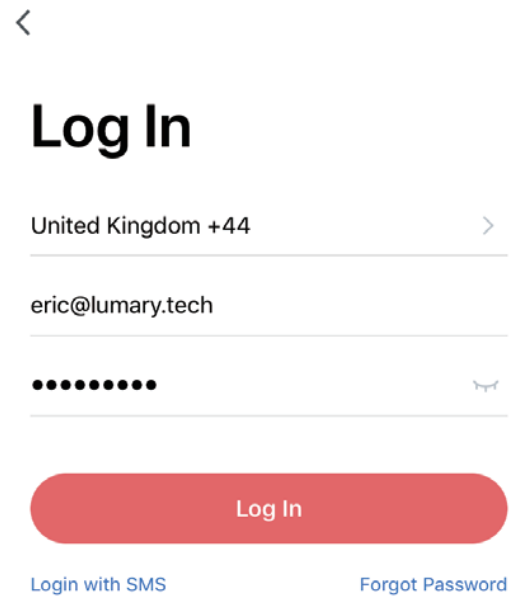 Log In
United Kingdom +44
eric@lumary.tech
•••••••••
Log In
Login with SMS
Forgot Password